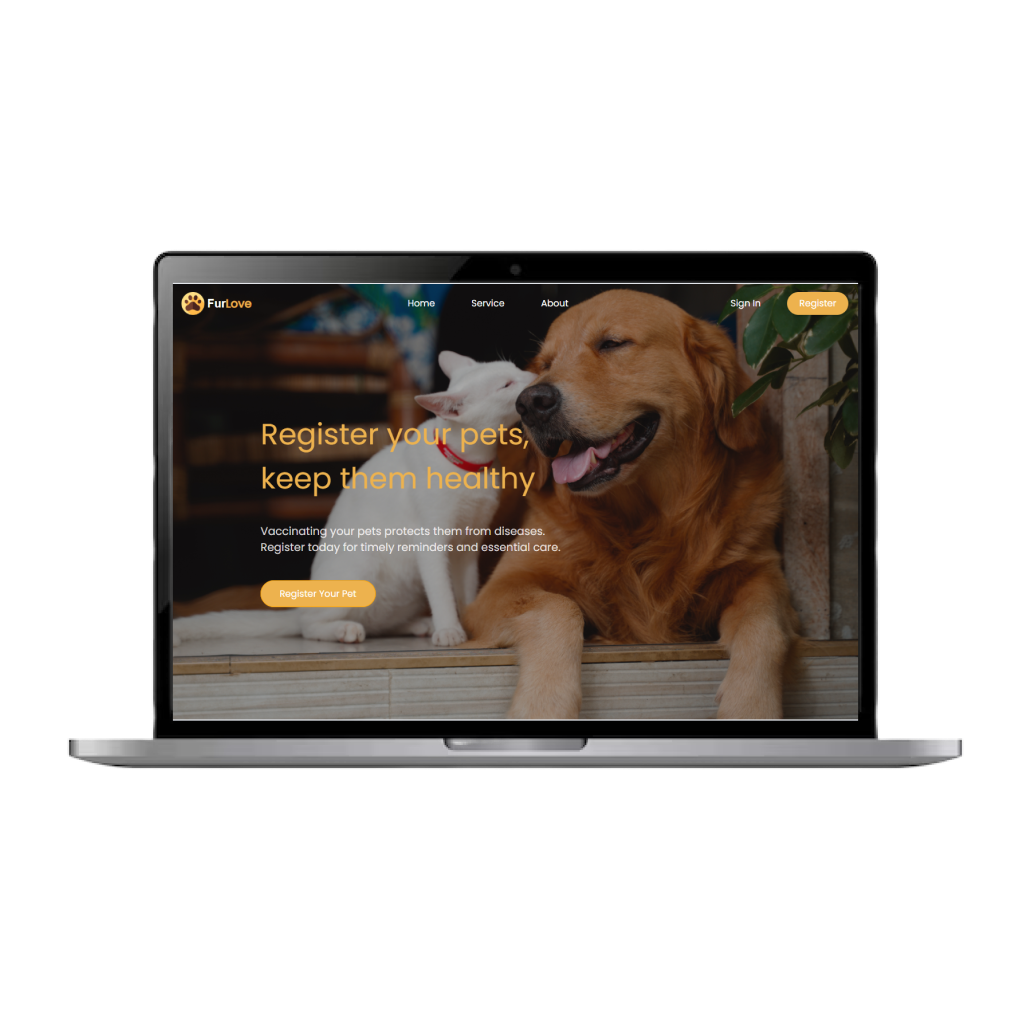 FurLove
Home Service About Sign In Register
Register your pets,
keep them healthy
Vaccinating your pets protects them from diseases.
Register today for timely reminders and essential care.
Register Your Pet